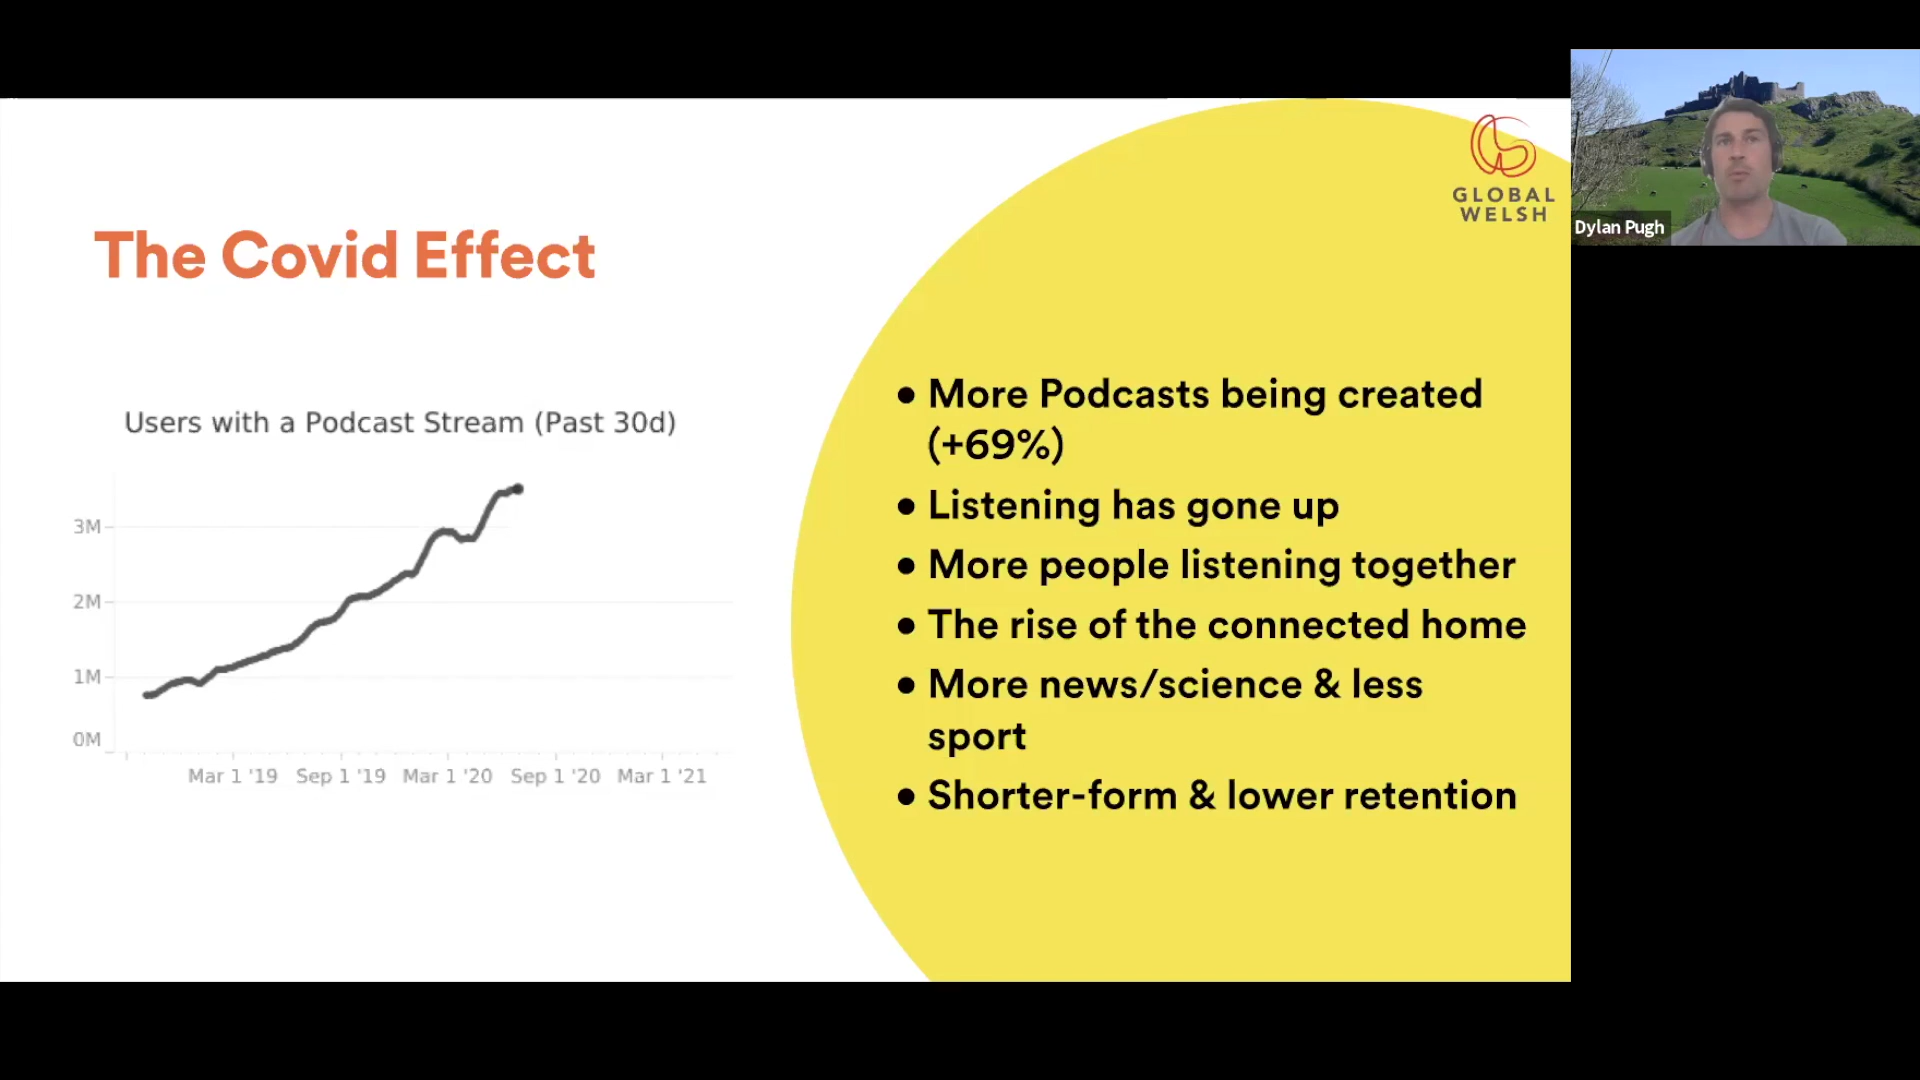 GLOBAL
WELSH
Dylan Pugh
The Covid Effect
Users with a Podcast Stream (Past 30d)
3M
2M
1M
0M
Mar 1 '19 Sep 1 '19 Mar 1 '20 Sep 1 '20 Mar 1 '21
• More Podcasts being created
(+69%)
• Listening has gone up
• More people listening together
• The rise of the connected home
• More news/science & less
sport
• Shorter-form & lower retention